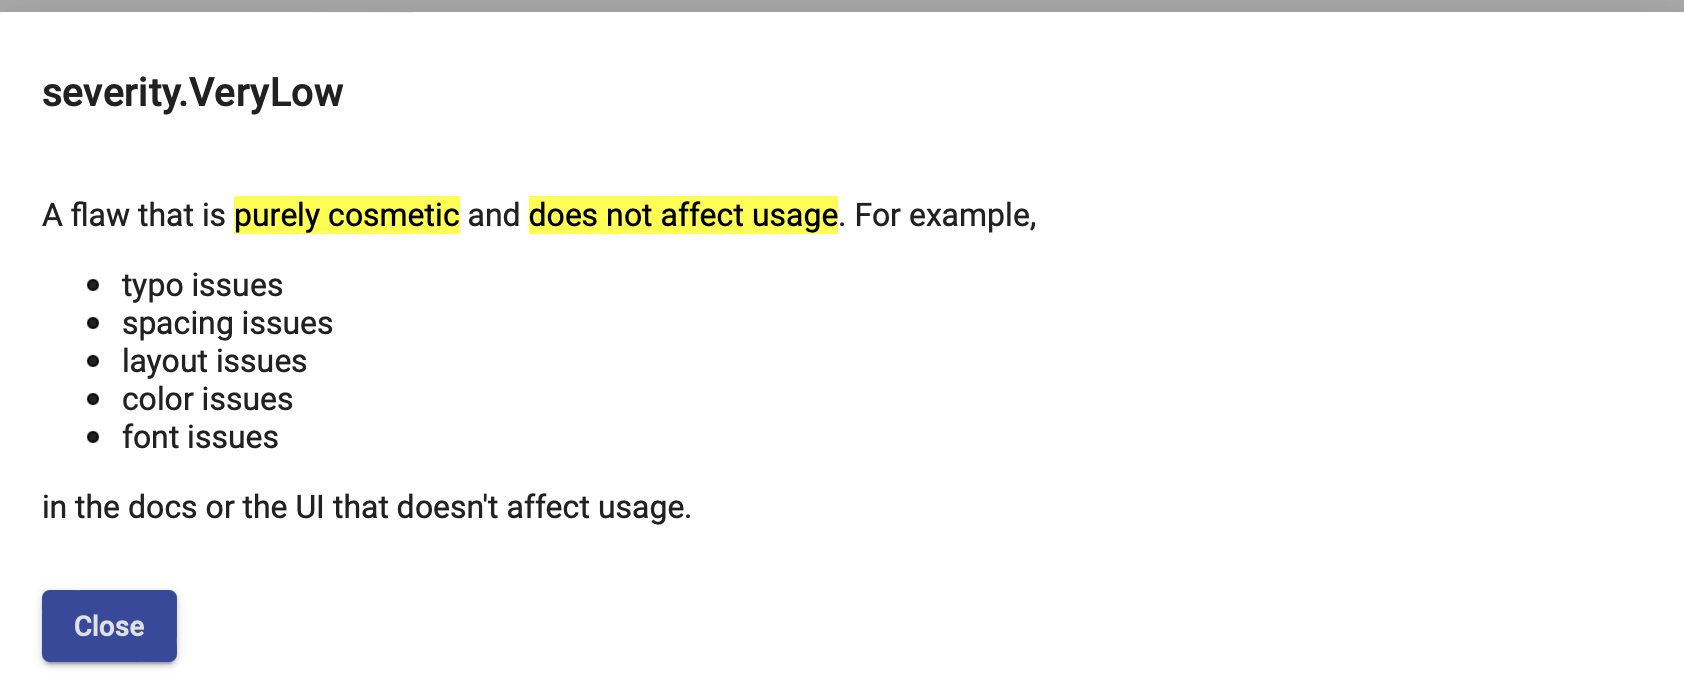 severity.VeryLow
A flaw that is purely cosmetic and does not affect usage. For example,
• typo issues
• spacing issues
• layout issues
• color issues
• font issues
in the docs or the UI that doesn't affect usage.
Close